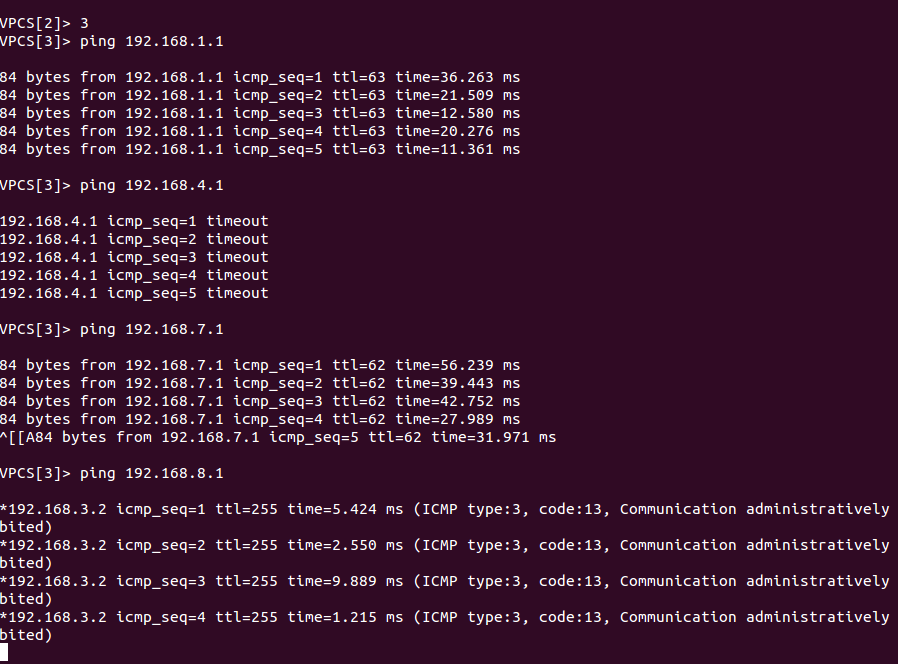 VPCS[2]> 3
VPCS[3]> ping 192.168.1.1
84 bytes from 192.168.1.1 icmp_seq=1 ttl=63 time=36.263 ms
84 bytes from 192.168.1.1 icmp_seq=2 ttl=63 time=21.509 ms
84 bytes from 192.168.1.1 icmp_seq=3 ttl=63 time=12.580 ms
84 bytes from 192.168.1.1 icmp_seq=4 ttl=63 time=20.276 ms
84 bytes from 192.168.1.1 icmp_seq=5 ttl=63 time=11.361 ms
VPCS[3]> ping 192.168.4.1
192.168.4.1 icmp_seq=1 timeout
192.168.4.1 icmp_seq=2 timeout
192.168.4.1 icmp_seq=3 timeout
192.168.4.1 icmp_seq=4 timeout
192.168.4.1 icmp_seq=5 timeout
VPCS[3]> ping 192.168.7.1
84 bytes from 192.168.7.1 icmp_seq=1 ttl=62 time=56.239 ms
84 bytes from 192.168.7.1 icmp_seq=2 ttl=62 time=39.443 ms
84 bytes from 192.168.7.1 icmp_seq=3 ttl=62 time=42.752 ms
84 bytes from 192.168.7.1 icmp_seq=4 ttl=62 time=27.989 ms
^[[A84 bytes from 192.168.7.1 icmp_seq=5 ttl=62 time=31.971 ms
VPCS[3]> ping 192.168.8.1
*192.168.3.2 icmp_seq=1 ttl=255 time=5.424 ms (ICMP type:3, code:13, Communication administratively
bited)
*192.168.3.2 icmp_seq=2 ttl=255 time=2.550 ms (ICMP type:3, code:13, Communication administratively
bited)
*192.168.3.2 icmp_seq=3 ttl=255 time=9.889 ms (ICMP type:3, code:13, Communication administratively
bited)
*192.168.3.2 icmp_seq=4 ttl=255 time=1.215 ms (ICMP type:3, code:13, Communication administratively
bited)